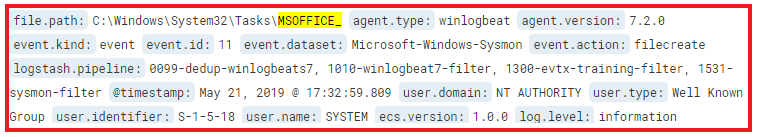 file.path: C:\Windows\System32\Tasks\MSOFFICE_ agent.type: winlogbeat agent.version: 7.2.0
event.kind: event event.id: 11 event.dataset: Microsoft-Windows-Sysmon event.action: filecreate
logstash.pipeline: 0099-dedup-winlogbeats7, 1010-winlogbeat7-filter, 1300-evtx-training-filter, 1531-
sysmon-filter @timestamp: May 21, 2019 @ 17:32:59.809 user.domain: NT AUTHORITY user.type: Well Known
Group user.identifier: S-1-5-18 user.name: SYSTEM ecs.version: 1.0.0 log.level: information